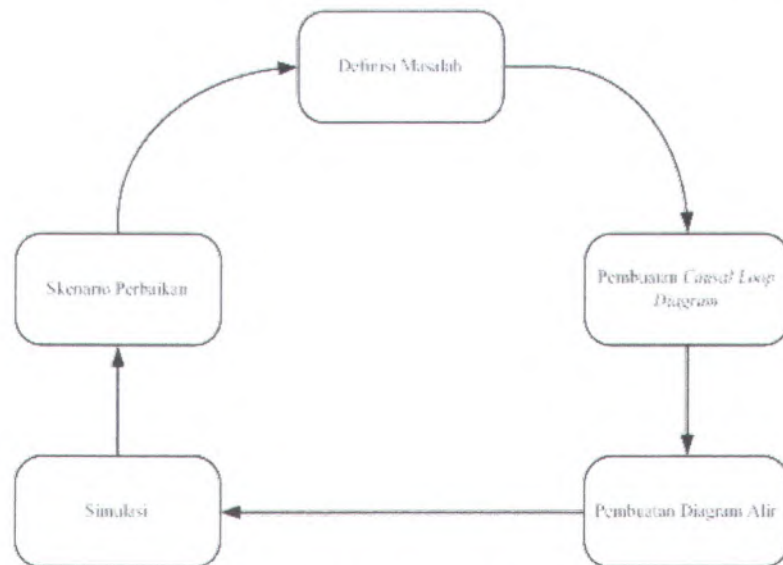 Definisi Masalah
Skenario Perbaikan
Pembuatan Causal Loop
Diagram
Simulasi
Pembuatan Diagram Alir